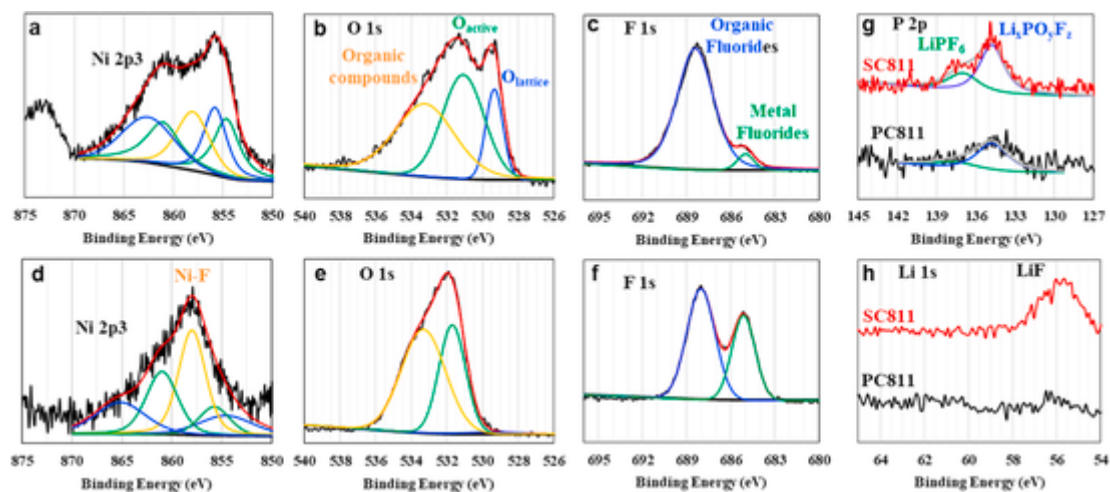 a
Ni 2p3
875 870 865 860 855 850
Binding Energy (eV)
b
O 1s
O_active
Organic
compounds
O_lattice
540 538 536 534 532 530 528 526
Binding Energy (eV)
c
F 1s
Organic
Fluorides
Metal
Fluorides
695 692 689 686 683 680
Binding Energy (eV)
g
P 2p
LiPF₆
LiₓPOᵧF_z
SC811
PC811
145 142 139 136 133 130 127
Binding Energy (eV)
d
Ni-F
Ni 2p3
875 870 865 860 855 850
Binding Energy (eV)
e
O 1s
540 538 536 534 532 530 528 526
Binding Energy (eV)
f
F 1s
695 692 689 686 683 680
Binding Energy (eV)
h
Li 1s
LiF
SC811
PC811
64 62 60 58 56 54
Binding Energy (eV)